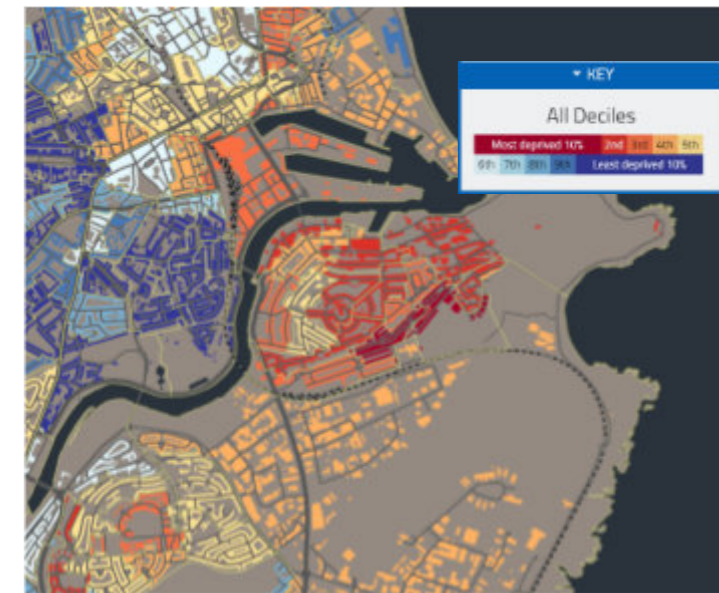 KEY
All Deciles
Most deprived 10% 2nd 3rd 4th 5th
6th 7th 8th 9th Least deprived 10%